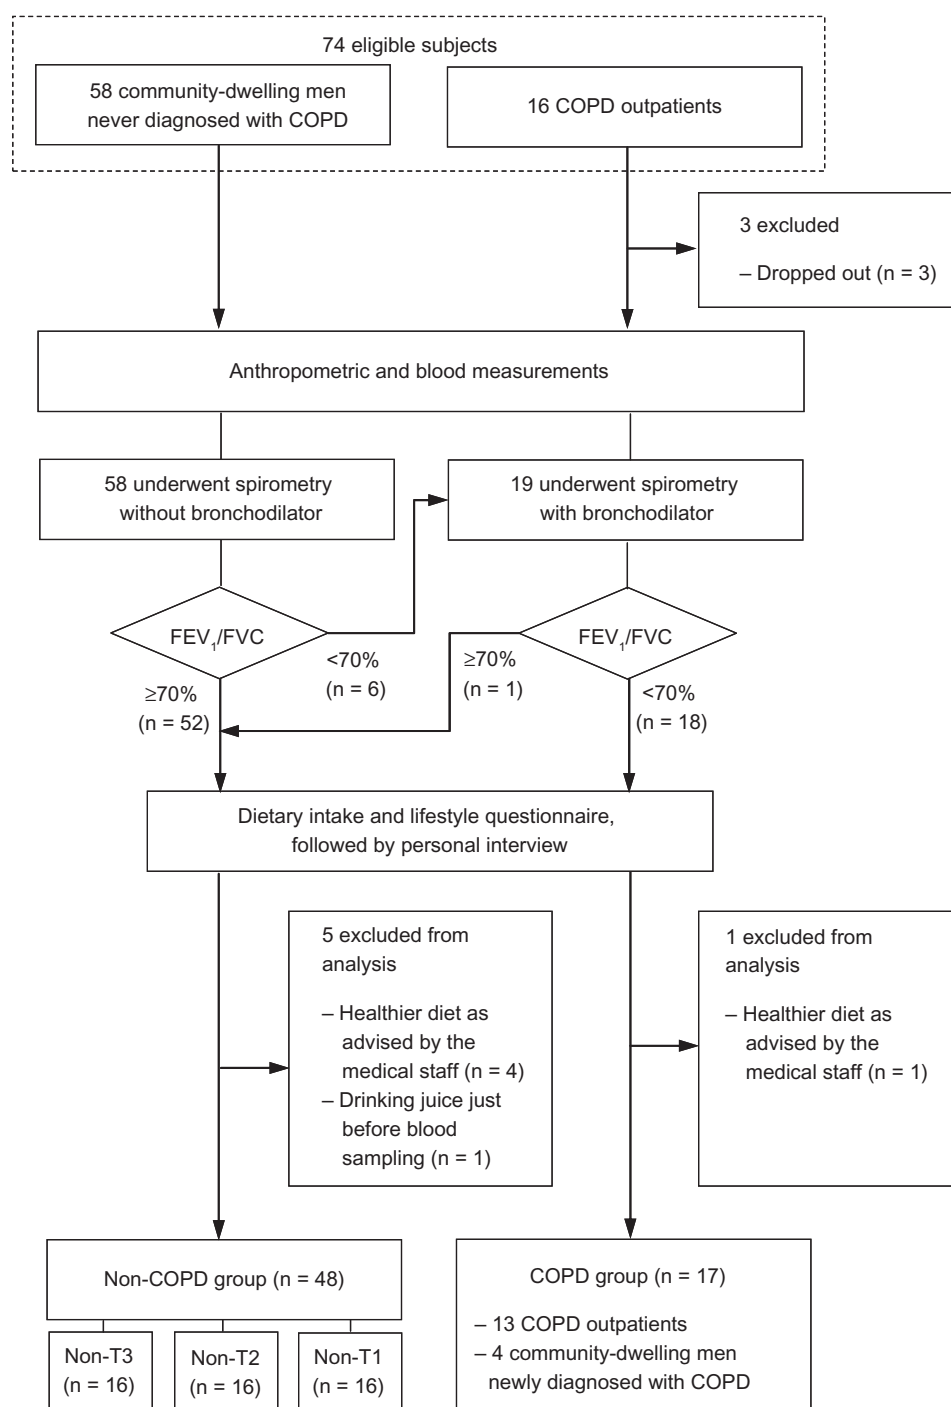 74 eligible subjects
58 community-dwelling men
never diagnosed with COPD
16 COPD outpatients
3 excluded
– Dropped out (n = 3)
Anthropometric and blood measurements
58 underwent spirometry
without bronchodilator
19 underwent spirometry
with bronchodilator
FEV₁/FVC
FEV₁/FVC
<70%
(n = 6)
≥70%
(n = 1)
≥70%
(n = 52)
<70%
(n = 18)
Dietary intake and lifestyle questionnaire,
followed by personal interview
5 excluded from
analysis
– Healthier diet as
advised by the
medical staff (n = 4)
– Drinking juice just
before blood
sampling (n = 1)
1 excluded from
analysis
– Healthier diet as
advised by the
medical staff (n = 1)
Non-COPD group (n = 48)
Non-T3
(n = 16)
Non-T2
(n = 16)
Non-T1
(n = 16)
COPD group (n = 17)
– 13 COPD outpatients
– 4 community-dwelling men
newly diagnosed with COPD